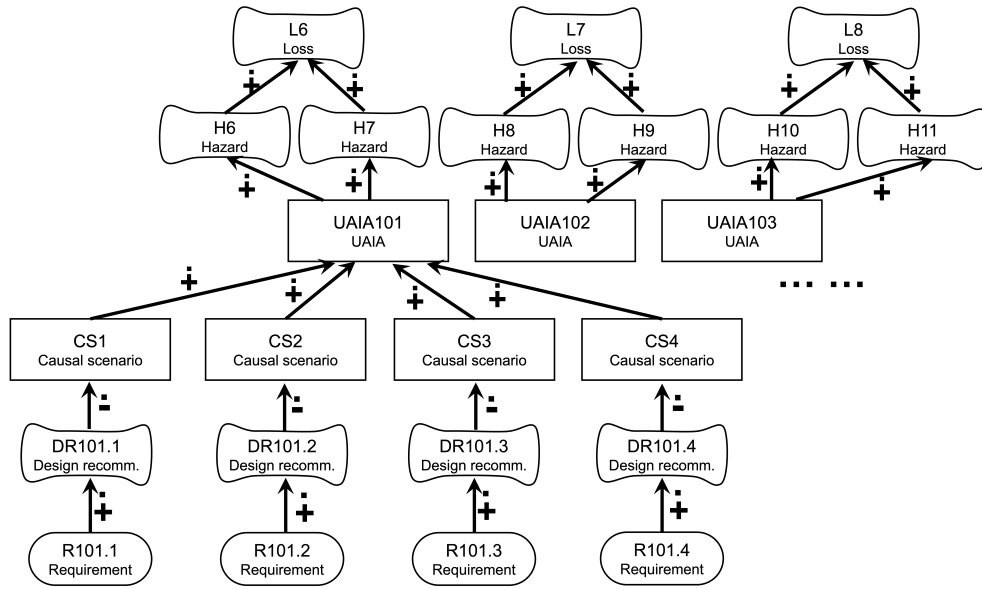 L6
Loss
L7
Loss
L8
Loss
H6
Hazard
H7
Hazard
H8
Hazard
H9
Hazard
H10
Hazard
H11
Hazard
UAIA101
UAIA
UAIA102
UAIA
UAIA103
UAIA
CS1
Causal scenario
CS2
Causal scenario
CS3
Causal scenario
CS4
Causal scenario
DR101.1
Design recomm.
DR101.2
Design recomm.
DR101.3
Design recomm.
DR101.4
Design recomm.
R101.1
Requirement
R101.2
Requirement
R101.3
Requirement
R101.4
Requirement